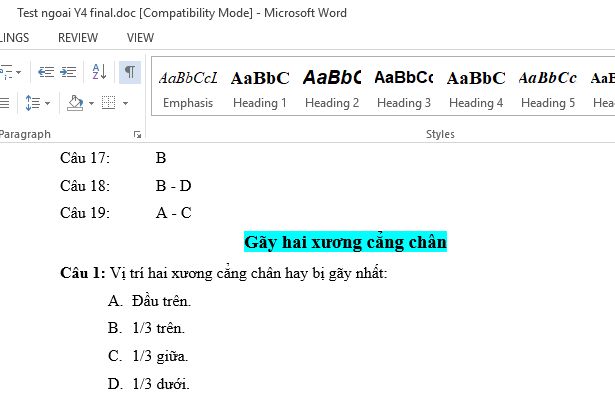 Test ngoai Y4 final.doc [Compatibility Mode] - Microsoft Word
LINGS REVIEW VIEW
AaBbCcL AaBbC AaBbC AaBbCc AaBbC AaBbCc AaB
Emphasis Heading 1 Heading 2 Heading 3 Heading 4 Heading 5 Hea
Paragraph Styles
Câu 17: B
Câu 18: B - D
Câu 19: A - C
Gãy hai xương cẳng chân
Câu 1: Vị trí hai xương cẳng chân hay bị gãy nhất:
A. Đầu trên.
B. 1/3 trên.
C. 1/3 giữa.
D. 1/3 dưới.